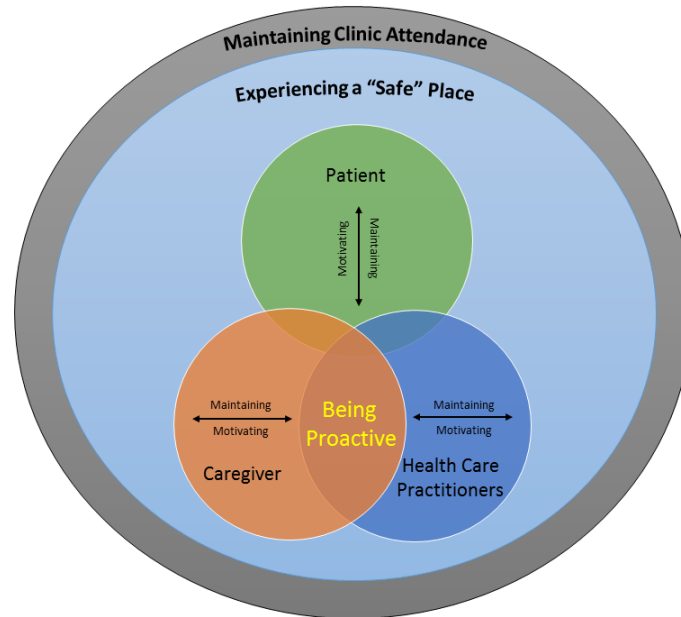 Maintaining Clinic Attendance
Experiencing a “Safe” Place
Patient
Motivating
Maintaining
Maintaining
Motivating
Caregiver
Being
Proactive
Maintaining
Motivating
Health Care
Practitioners